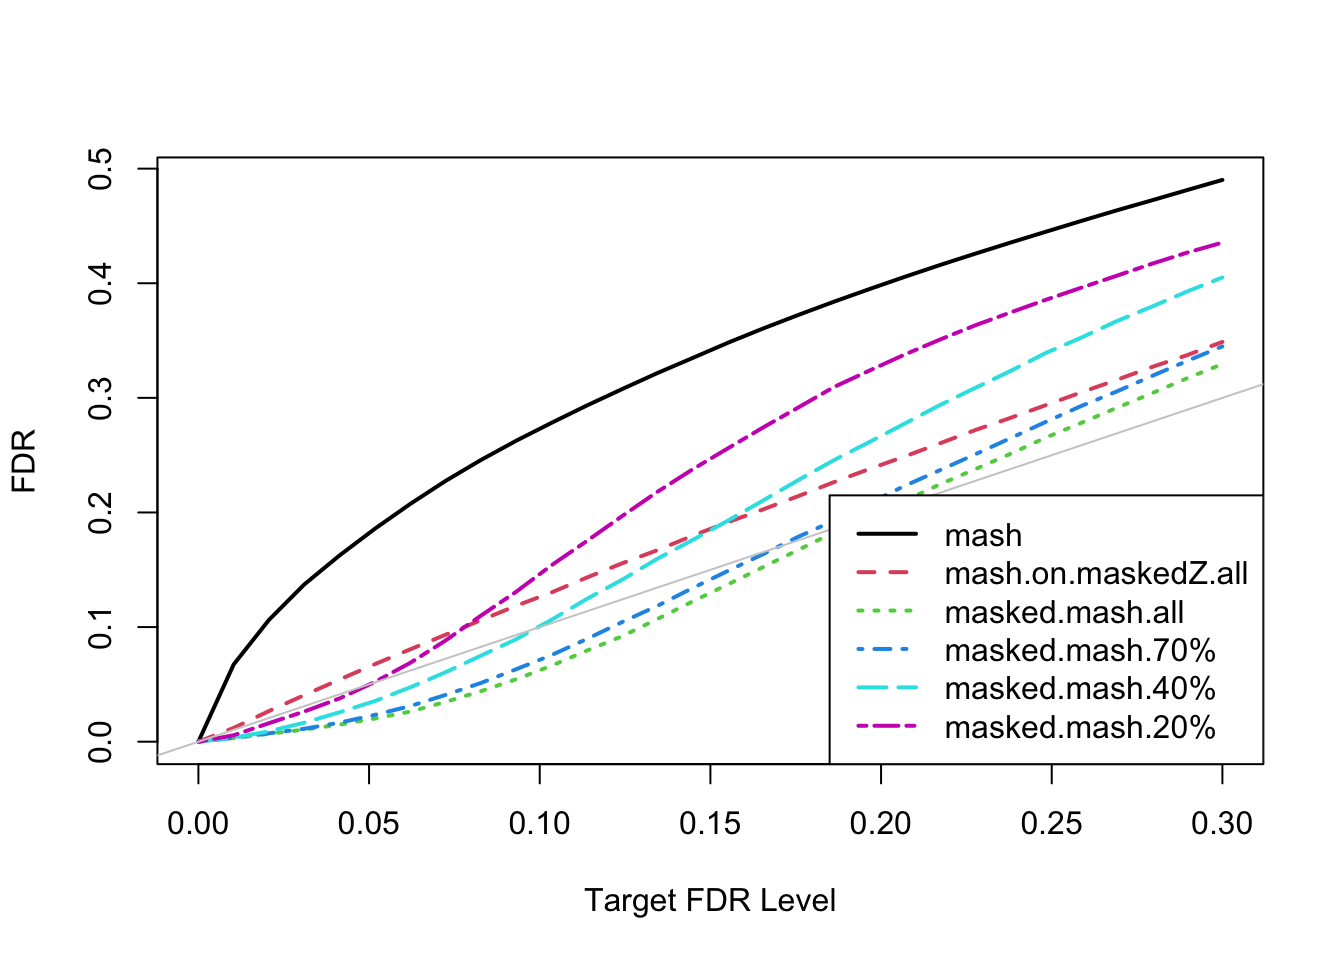 0.5
0.4
0.3
0.2
0.1
0.0
FDR
0.00 0.05 0.10 0.15 0.20 0.25 0.30
Target FDR Level
mash
mash.on.maskedZ.all
masked.mash.all
masked.mash.70%
masked.mash.40%
masked.mash.20%